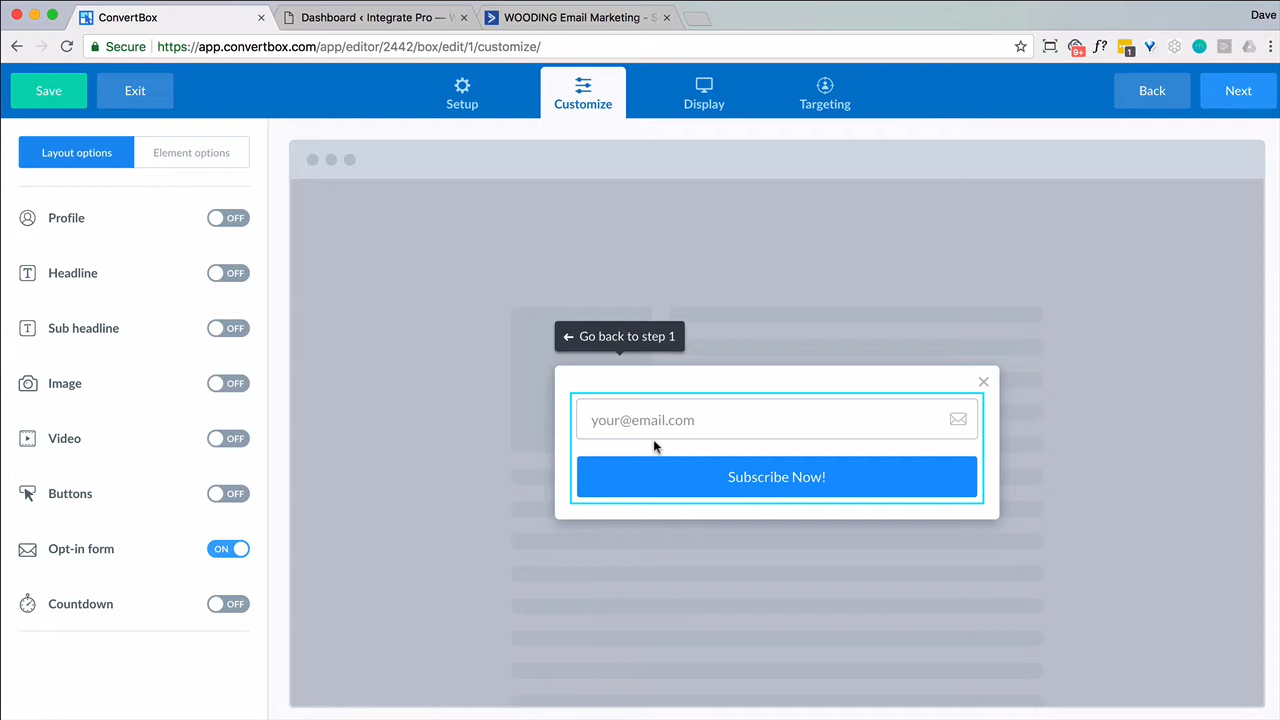 ConvertBox
Dashboard ‹ Integrate Pro — W
WOODING Email Marketing - S
Dave
Secure
https://app.convertbox.com/app/editor/2442/box/edit/1/customize/
9+
f?
1
Save
Exit
Setup
Customize
Display
Targeting
Back
Next
Layout options
Element options
Profile
OFF
Headline
OFF
Sub headline
OFF
Image
OFF
Video
OFF
Buttons
OFF
Opt-in form
ON
Countdown
OFF
Go back to step 1
your@email.com
Subscribe Now!